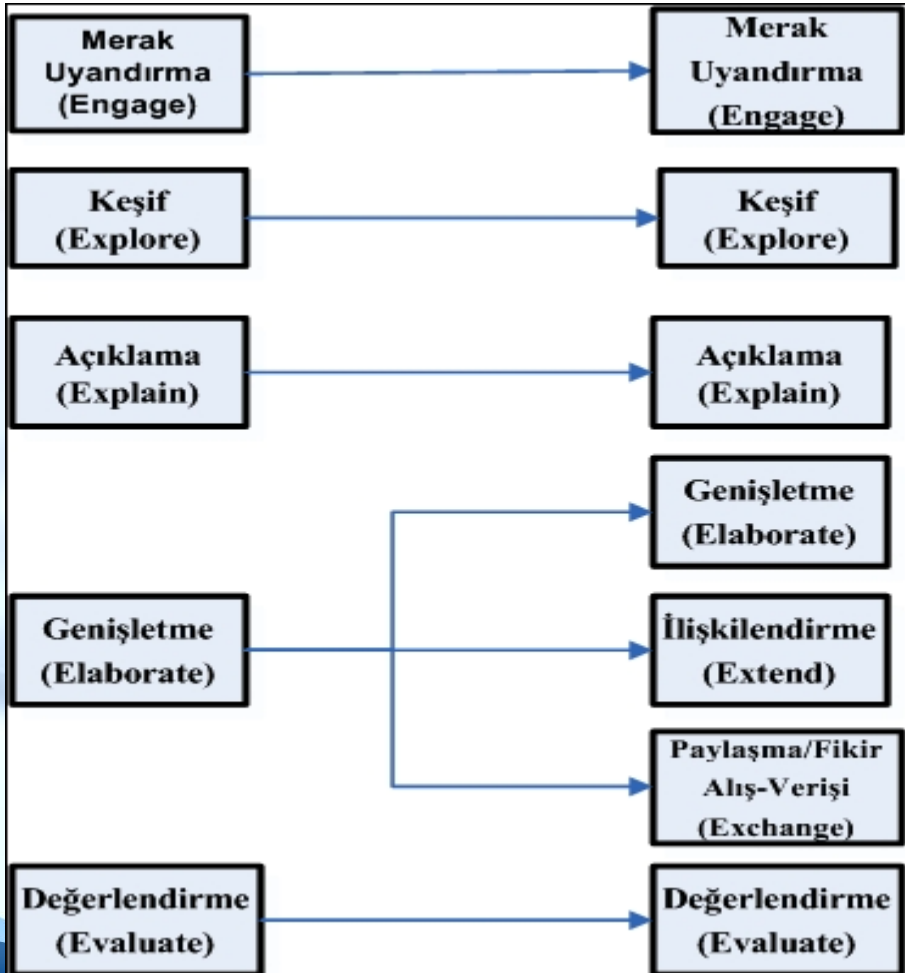 Merak
Uyandırma
(Engage)
Merak
Uyandırma
(Engage)
Keşif
(Explore)
Keşif
(Explore)
Açıklama
(Explain)
Açıklama
(Explain)
Genişletme
(Elaborate)
Genişletme
(Elaborate)
İlişkilendirme
(Extend)
Paylaşma/Fikir
Alış-Verişi
(Exchange)
Değerlendirme
(Evaluate)
Değerlendirme
(Evaluate)